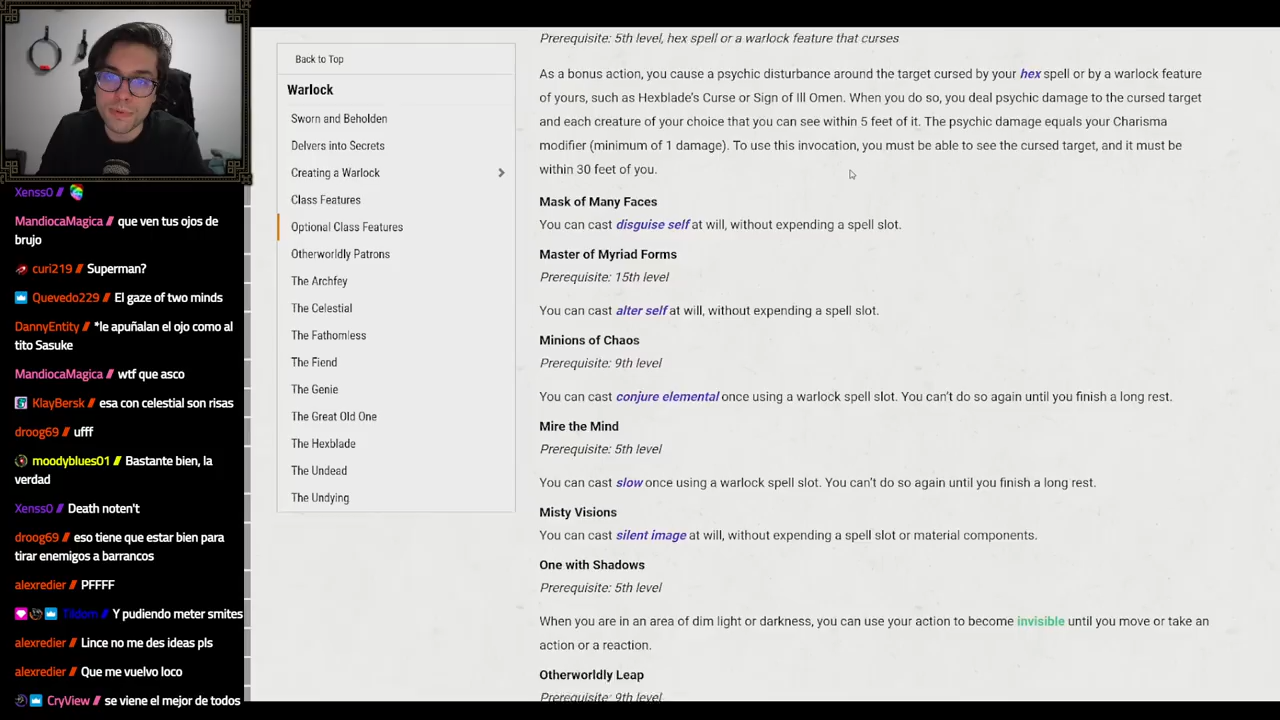 Xenss0 //
MandiocaMagica // que ven tus ojos de
brujo
curi219 // Superman?
Quevedo229 // El gaze of two minds
DannyEntity // *le apuñalan el ojo como al
tito Sasuke
MandiocaMagica // wtf que asco
KlayBersk // esa con celestial son risas
droog69 // ufff
moodyblues01 // Bastante bien, la
verdad
Xenss0 // Death noten't
droog69 // eso tiene que estar bien para
tirar enemigos a barrancos
alexredier // PFFFF
Tildom // Y pudiendo meter smites
alexredier // Lince no me des ideas pls
alexredier // Que me vuelvo loco
CryView // se viene el mejor de todos
Back to Top
Warlock
Sworn and Beholden
Delvers into Secrets
Creating a Warlock
Class Features
Optional Class Features
Otherworldly Patrons
The Archfey
The Celestial
The Fathomless
The Fiend
The Genie
The Great Old One
The Hexblade
The Undead
The Undying
Prerequisite: 5th level, hex spell or a warlock feature that curses
As a bonus action, you cause a psychic disturbance around the target cursed by your hex spell or by a warlock feature
of yours, such as Hexblade's Curse or Sign of Ill Omen. When you do so, you deal psychic damage to the cursed target
and each creature of your choice that you can see within 5 feet of it. The psychic damage equals your Charisma
modifier (minimum of 1 damage). To use this invocation, you must be able to see the cursed target, and it must be
within 30 feet of you.
Mask of Many Faces
You can cast disguise self at will, without expending a spell slot.
Master of Myriad Forms
Prerequisite: 15th level
You can cast alter self at will, without expending a spell slot.
Minions of Chaos
Prerequisite: 9th level
You can cast conjure elemental once using a warlock spell slot. You can't do so again until you finish a long rest.
Mire the Mind
Prerequisite: 5th level
You can cast slow once using a warlock spell slot. You can't do so again until you finish a long rest.
Misty Visions
You can cast silent image at will, without expending a spell slot or material components.
One with Shadows
Prerequisite: 5th level
When you are in an area of dim light or darkness, you can use your action to become invisible until you move or take an
action or a reaction.
Otherworldly Leap
Prerequisite: 9th level